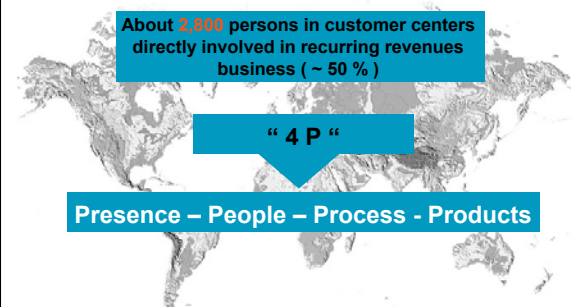 About 2,800 persons in customer centers
directly involved in recurring revenues
business ( ~ 50 % )
“ 4 P “
Presence – People – Process - Products